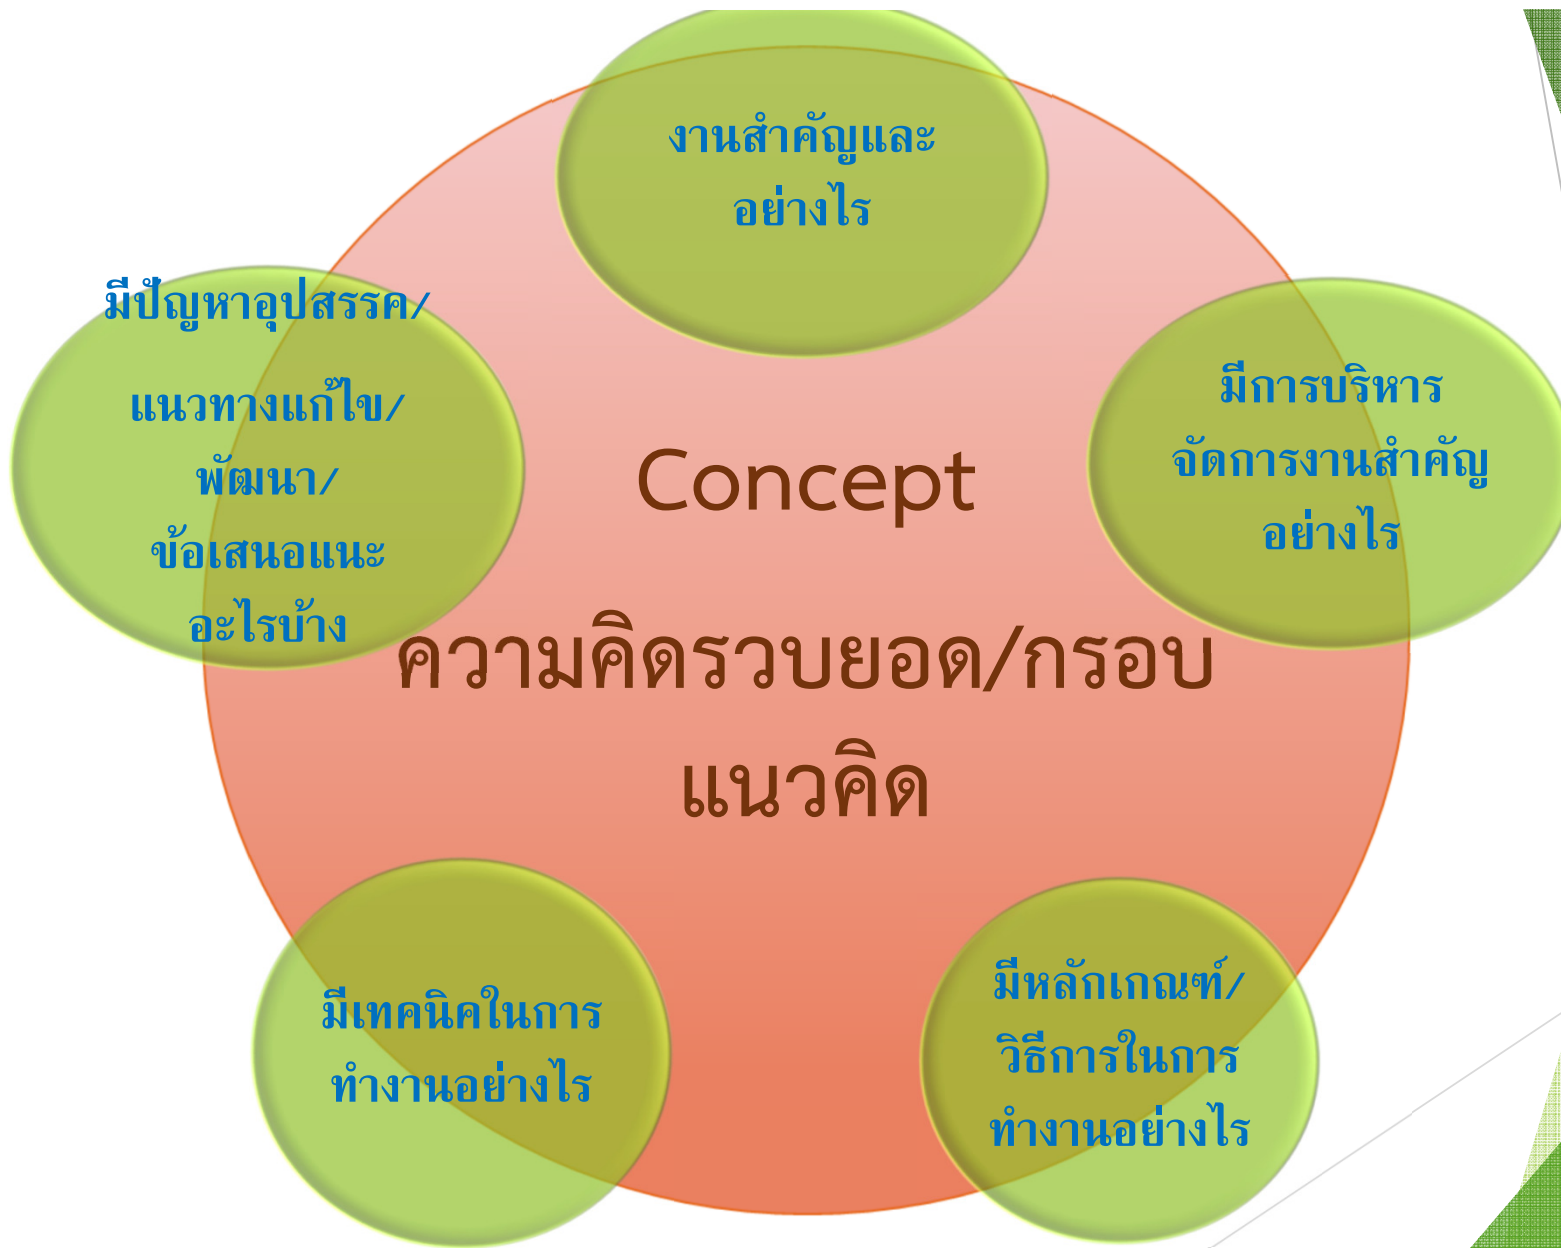 งานสำคัญและ
อย่างไร
มีปัญหาอุปสรรค/
แนวทางแก้ไข/
พัฒนา/
ข้อเสนอแนะ
อะไรบ้าง
มีการบริหาร
จัดการงานสำคัญ
อย่างไร
Concept
ความคิดรวบยอด/กรอบ
แนวคิด
มีเทคนิคในการ
ทำงานอย่างไร
มีหลักเกณฑ์/
วิธีการในการ
ทำงานอย่างไร